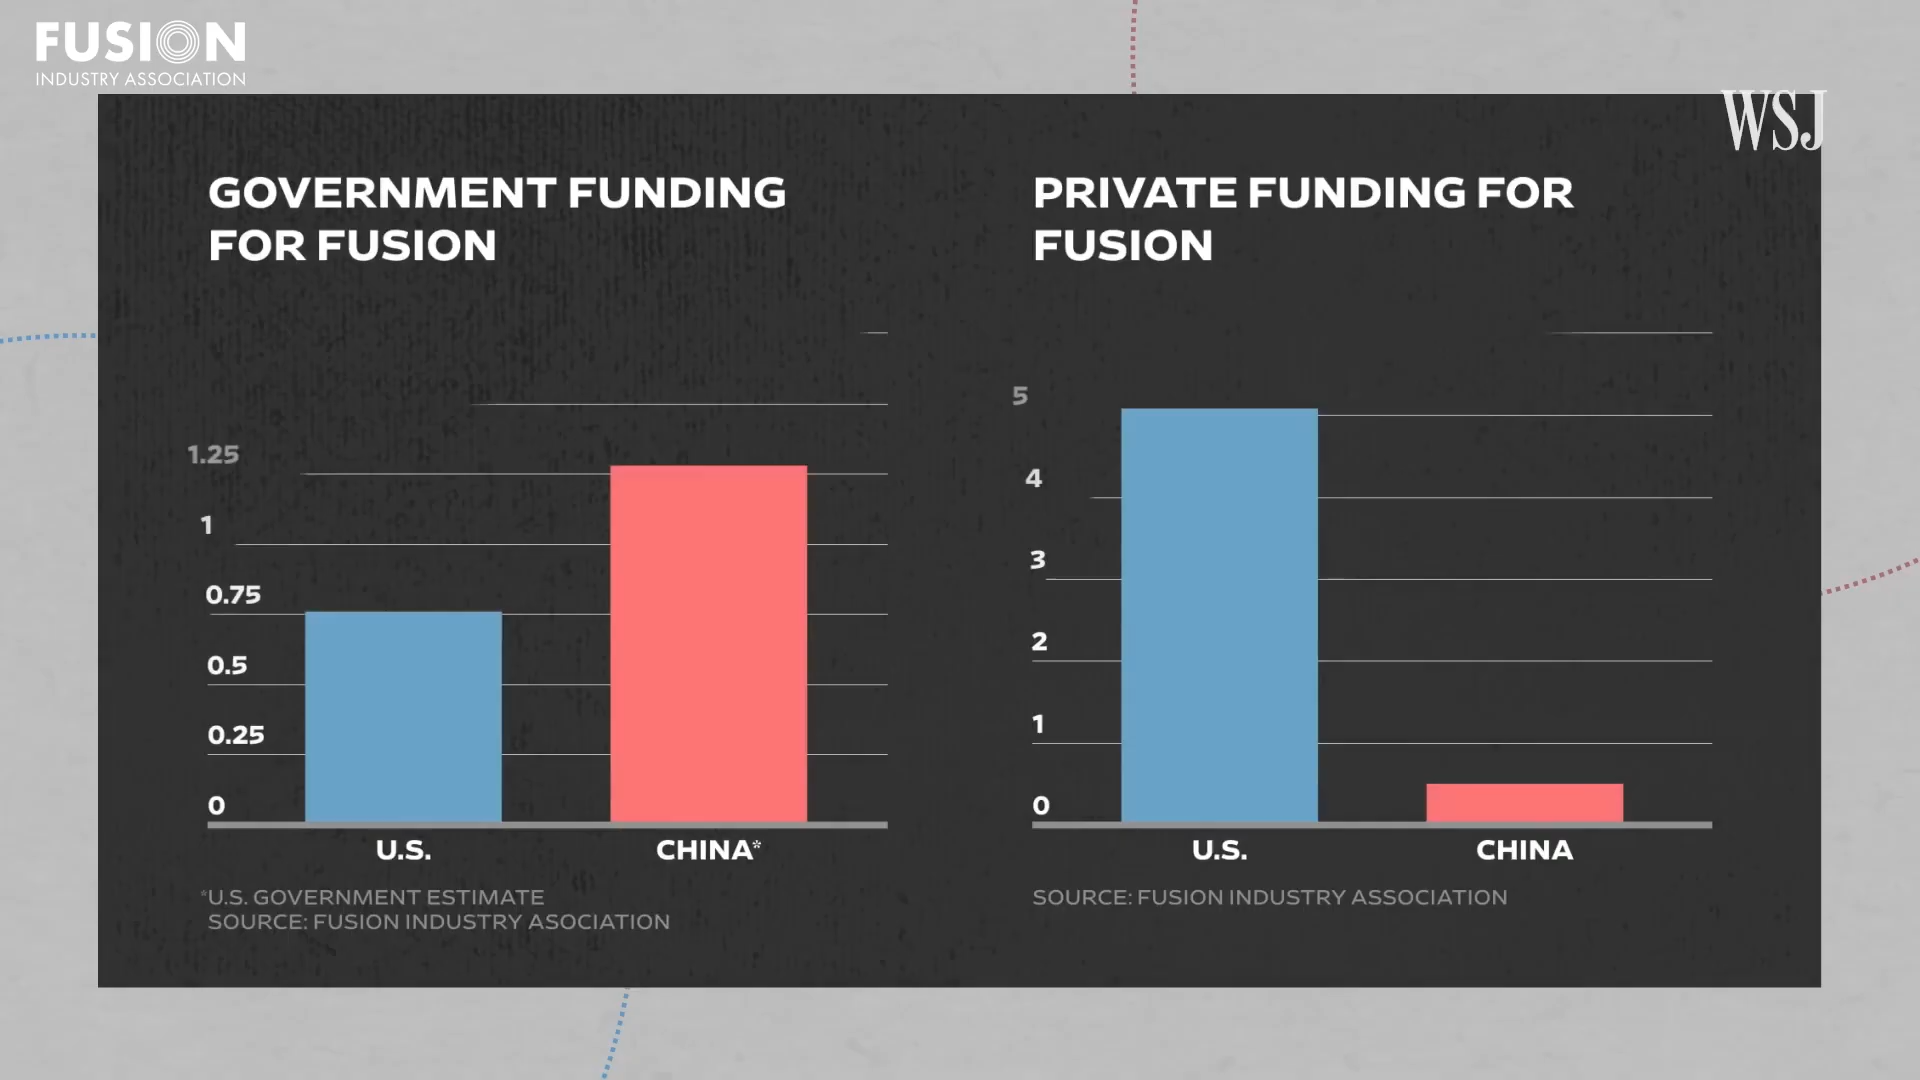 FUSION
INDUSTRY ASSOCIATION
WSJ
GOVERNMENT FUNDING
FOR FUSION
1.25
1
0.75
0.5
0.25
0
U.S.
CHINA*
*U.S. GOVERNMENT ESTIMATE
SOURCE: FUSION INDUSTRY ASOCIATION
PRIVATE FUNDING FOR
FUSION
5
4
3
2
1
0
U.S.
CHINA
SOURCE: FUSION INDUSTRY ASSOCIATION